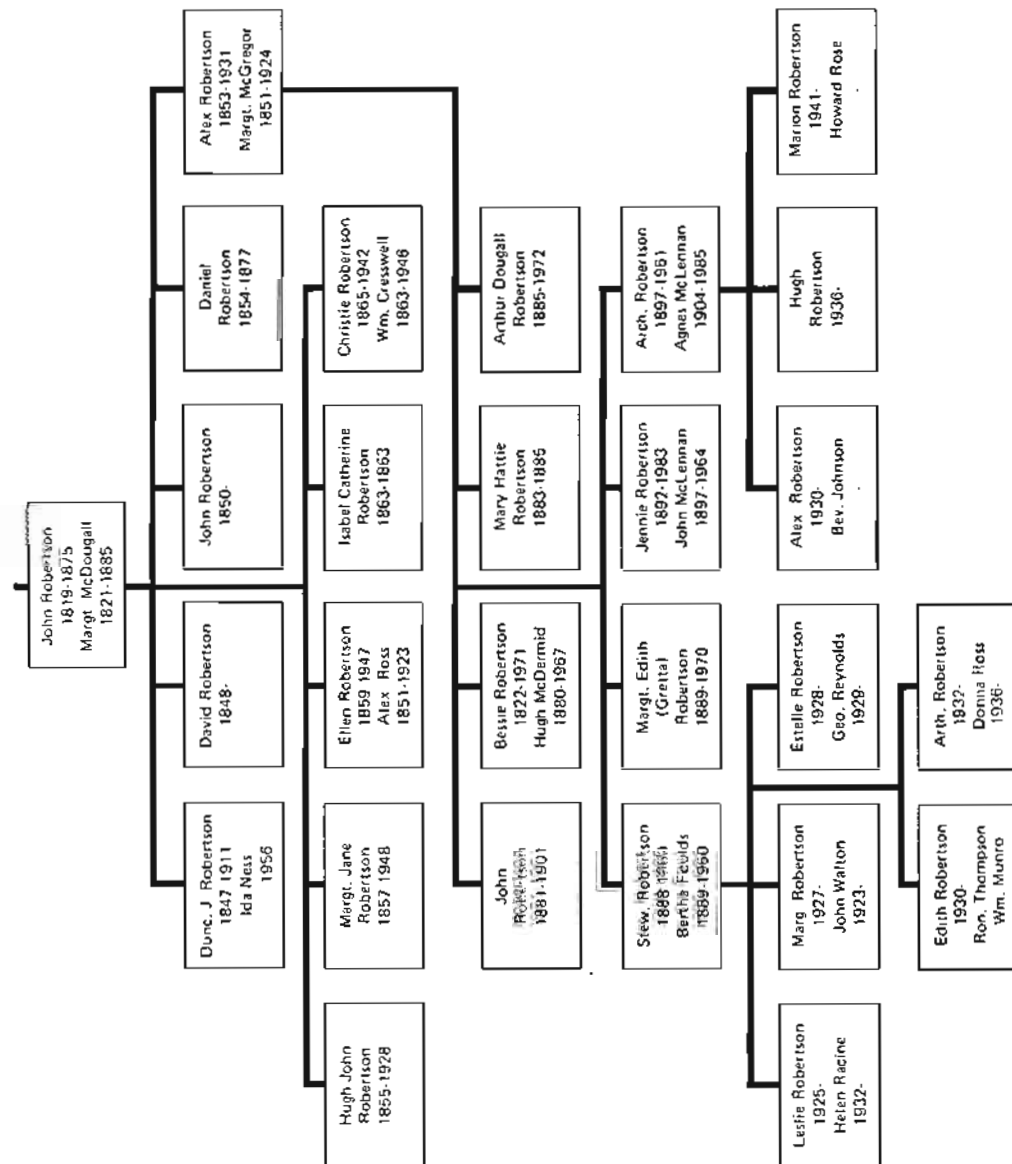 John Robertson
1819-1875
Margt. McDougall
1821-1885
Dunc. J Robertson
1847 1911
Ida Ness
1956
David Robertson
1848-
John Robertson
1850-
Daniel
Robertson
1854-1877
Alex Robertson
1853-1931
Margt. McGregor
1851-1924
Hugh John
Robertson
1855-1928
Margt. Jane
Robertson
1857 1948
Ellen Robertson
1859 1947
Alex Ross
1851-1923
Isabel Catherine
Robertson
1863-1863
Christie Robertson
1865-1942
Wm. Cresswell
1863-1946
John
Robertson
1881-1901
Bessie Robertson
1822-1971
Hugh McDermid
1880-1967
Mary Hattie
Robertson
1883-1885
Arthur Dougall
Robertson
1885-1972
Stew. Robertson
1888
Bertha Foulds
1889-1960
Margt. Edith
(Gretta)
Robertson
1889-1970
Jennie Robertson
1892-1983
John McLennan
1897-1964
Arch. Robertson
1897-1961
Agnes McLennan
1904-1985
Leslie Robertson
1925-
Helen Racine
1932-
Marg Robertson
1927-
John Walton
1923-
Estelle Robertson
1928-
Geo. Reynolds
1929-
Alex Robertson
1930-
Bev. Johnson
Hugh
Robertson
1936-
Marion Robertson
1941-
Howard Rose
Edith Robertson
1930-
Ron. Thompson
Wm. Munro
Arth. Robertson
1932-
Donna Ross
1936-